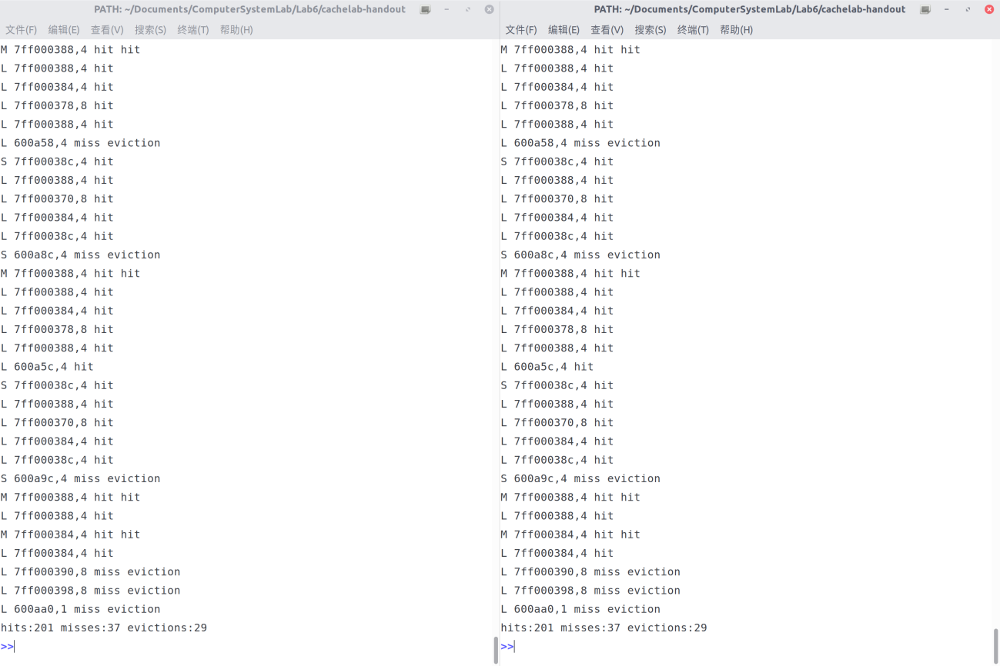 PATH: ~/Documents/ComputerSystemLab/Lab6/cachelab-handout
文件(F) 编辑(E) 查看(V) 搜索(S) 终端(T) 帮助(H)
M 7ff000388,4 hit hit
L 7ff000388,4 hit
L 7ff000384,4 hit
L 7ff000378,8 hit
L 7ff000388,4 hit
L 600a58,4 miss eviction
S 7ff00038c,4 hit
L 7ff000388,4 hit
L 7ff000370,8 hit
L 7ff000384,4 hit
L 7ff00038c,4 hit
S 600a8c,4 miss eviction
M 7ff000388,4 hit hit
L 7ff000388,4 hit
L 7ff000384,4 hit
L 7ff000378,8 hit
L 7ff000388,4 hit
L 600a5c,4 hit
S 7ff00038c,4 hit
L 7ff000388,4 hit
L 7ff000370,8 hit
L 7ff000384,4 hit
L 7ff00038c,4 hit
S 600a9c,4 miss eviction
M 7ff000388,4 hit hit
L 7ff000388,4 hit
M 7ff000384,4 hit hit
L 7ff000384,4 hit
L 7ff000390,8 miss eviction
L 7ff000398,8 miss eviction
L 600aa0,1 miss eviction
hits:201 misses:37 evictions:29
>>
PATH: ~/Documents/ComputerSystemLab/Lab6/cachelab-handout
文件(F) 编辑(E) 查看(V) 搜索(S) 终端(T) 帮助(H)
M 7ff000388,4 hit hit
L 7ff000388,4 hit
L 7ff000384,4 hit
L 7ff000378,8 hit
L 7ff000388,4 hit
L 600a58,4 miss eviction
S 7ff00038c,4 hit
L 7ff000388,4 hit
L 7ff000370,8 hit
L 7ff000384,4 hit
L 7ff00038c,4 hit
S 600a8c,4 miss eviction
M 7ff000388,4 hit hit
L 7ff000388,4 hit
L 7ff000384,4 hit
L 7ff000378,8 hit
L 7ff000388,4 hit
L 600a5c,4 hit
S 7ff00038c,4 hit
L 7ff000388,4 hit
L 7ff000370,8 hit
L 7ff000384,4 hit
L 7ff00038c,4 hit
S 600a9c,4 miss eviction
M 7ff000388,4 hit hit
L 7ff000388,4 hit
M 7ff000384,4 hit hit
L 7ff000384,4 hit
L 7ff000390,8 miss eviction
L 7ff000398,8 miss eviction
L 600aa0,1 miss eviction
hits:201 misses:37 evictions:29
>>